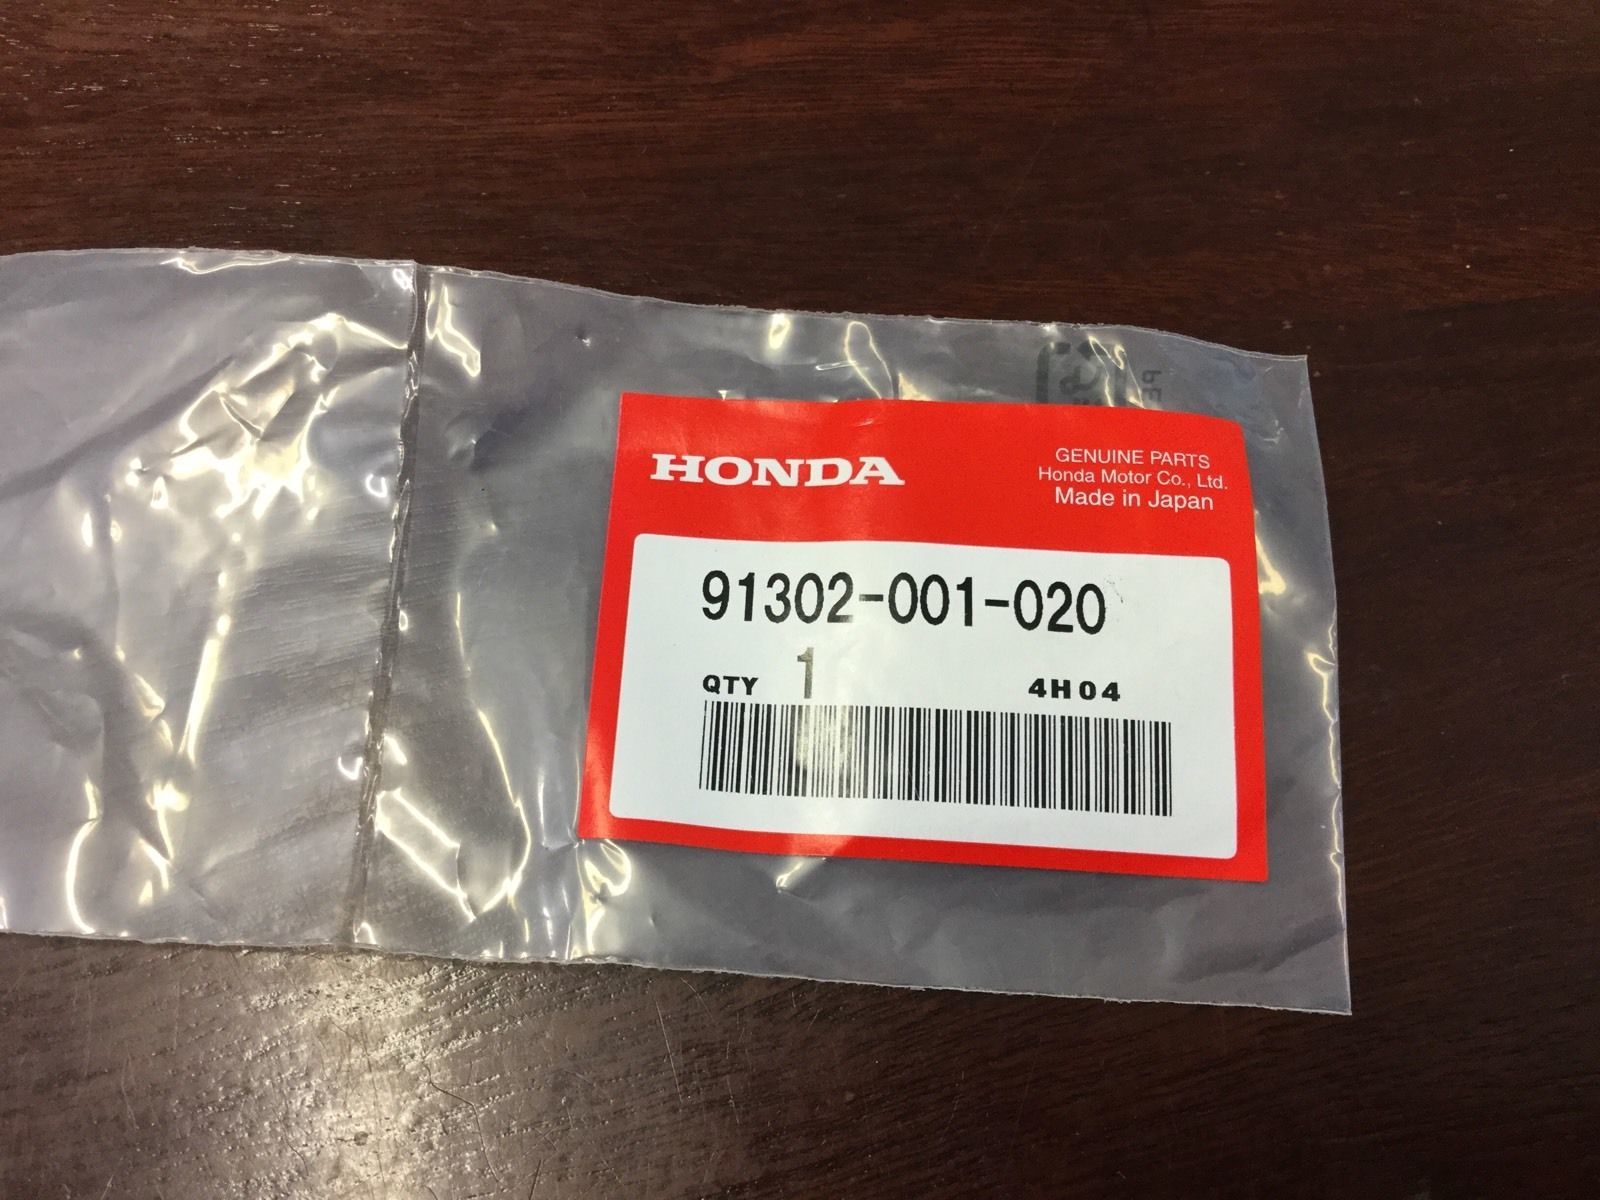 HONDA
GENUINE PARTS
Honda Motor Co., Ltd.
Made in Japan
91302-001-020
QTY 1 4H04